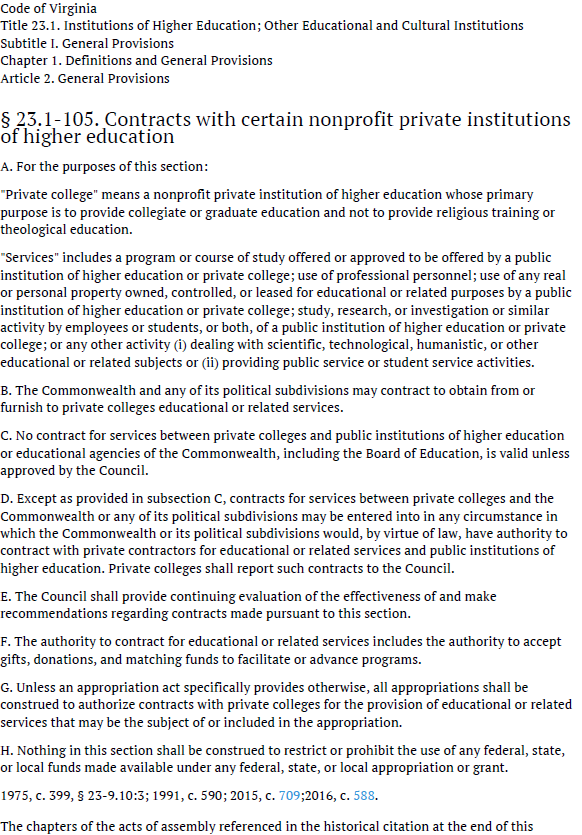 Code of Virginia
Title 23.1. Institutions of Higher Education; Other Educational and Cultural Institutions
Subtitle I. General Provisions
Chapter 1. Definitions and General Provisions
Article 2. General Provisions
§ 23.1-105. Contracts with certain nonprofit private institutions
of higher education
A. For the purposes of this section:
"Private college" means a nonprofit private institution of higher education whose primary
purpose is to provide collegiate or graduate education and not to provide religious training or
theological education.
"Services" includes a program or course of study offered or approved to be offered by a public
institution of higher education or private college; use of professional personnel; use of any real
or personal property owned, controlled, or leased for educational or related purposes by a public
institution of higher education or private college; study, research, or investigation or similar
activity by employees or students, or both, of a public institution of higher education or private
college; or any other activity (i) dealing with scientific, technological, humanistic, or other
educational or related subjects or (ii) providing public service or student service activities.
B. The Commonwealth and any of its political subdivisions may contract to obtain from or
furnish to private colleges educational or related services.
C. No contract for services between private colleges and public institutions of higher education
or educational agencies of the Commonwealth, including the Board of Education, is valid unless
approved by the Council.
D. Except as provided in subsection C, contracts for services between private colleges and the
Commonwealth or any of its political subdivisions may be entered into in any circumstance in
which the Commonwealth or its political subdivisions would, by virtue of law, have authority to
contract with private contractors for educational or related services and public institutions of
higher education. Private colleges shall report such contracts to the Council.
E. The Council shall provide continuing evaluation of the effectiveness of and make
recommendations regarding contracts made pursuant to this section.
F. The authority to contract for educational or related services includes the authority to accept
gifts, donations, and matching funds to facilitate or advance programs.
G. Unless an appropriation act specifically provides otherwise, all appropriations shall be
construed to authorize contracts with private colleges for the provision of educational or related
services that may be the subject of or included in the appropriation.
H. Nothing in this section shall be construed to restrict or prohibit the use of any federal, state,
or local funds made available under any federal, state, or local appropriation or grant.
1975, c. 399, § 23-9.10:3; 1991, c. 590; 2015, c. 709;2016, c. 588.
The chapters of the acts of assembly referenced in the historical citation at the end of this